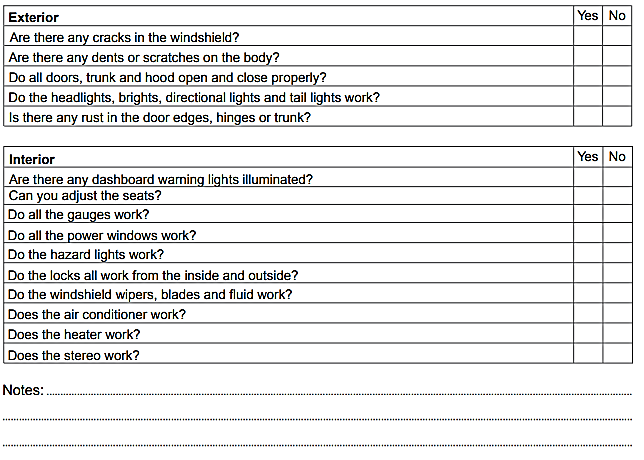 Exterior Yes No
Are there any cracks in the windshield?
Are there any dents or scratches on the body?
Do all doors, trunk and hood open and close properly?
Do the headlights, brights, directional lights and tail lights work?
Is there any rust in the door edges, hinges or trunk?
Interior Yes No
Are there any dashboard warning lights illuminated?
Can you adjust the seats?
Do all the gauges work?
Do all the power windows work?
Do the hazard lights work?
Do the locks all work from the inside and outside?
Do the windshield wipers, blades and fluid work?
Does the air conditioner work?
Does the heater work?
Does the stereo work?
Notes: